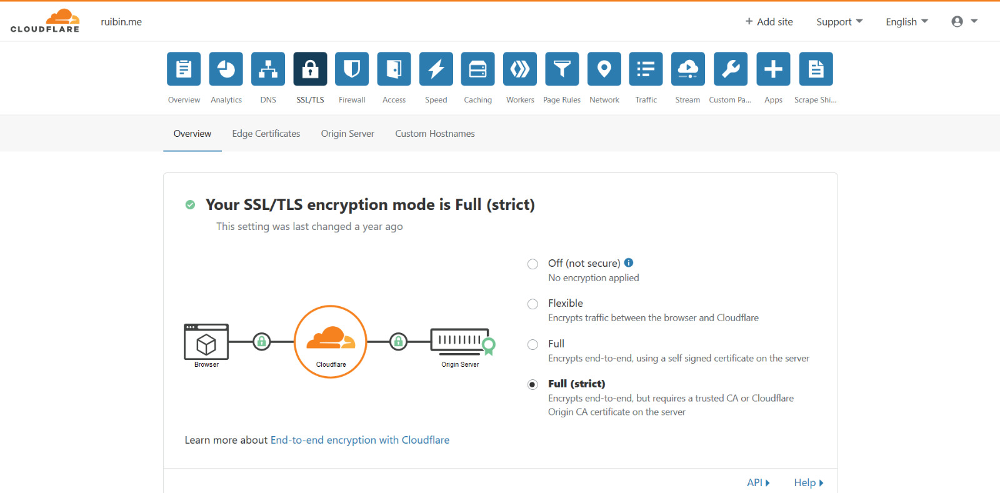 CLOUDFLARE
ruibin.me
Add site
Support
English
Overview
Analytics
DNS
SSL/TLS
Firewall
Access
Speed
Caching
Workers
Page Rules
Network
Traffic
Stream
Custom Pa...
Apps
Scrape Shi...
Overview
Edge Certificates
Origin Server
Custom Hostnames
Your SSL/TLS encryption mode is Full (strict)
This setting was last changed a year ago
Browser
Cloudflare
Origin Server
Off (not secure)
No encryption applied
Flexible
Encrypts traffic between the browser and Cloudflare
Full
Encrypts end-to-end, using a self signed certificate on the server
Full (strict)
Encrypts end-to-end, but requires a trusted CA or Cloudflare
Origin CA certificate on the server
Learn more about End-to-end encryption with Cloudflare
API
Help